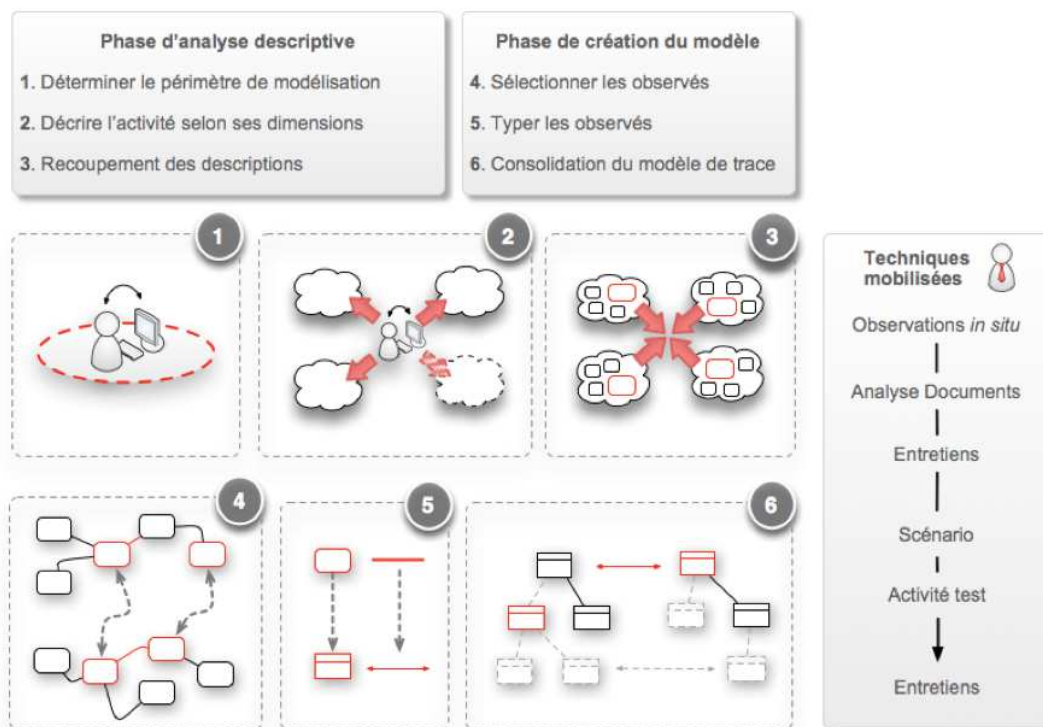 Phase d'analyse descriptive
1. Déterminer le périmètre de modélisation
2. Décrire l'activité selon ses dimensions
3. Recoupement des descriptions
Phase de création du modèle
4. Sélectionner les observés
5. Typer les observés
6. Consolidation du modèle de trace
1
2
3
4
5
6
Techniques
mobilisées
Observations in situ
Analyse Documents
Entretiens
Scénario
Activité test
Entretiens